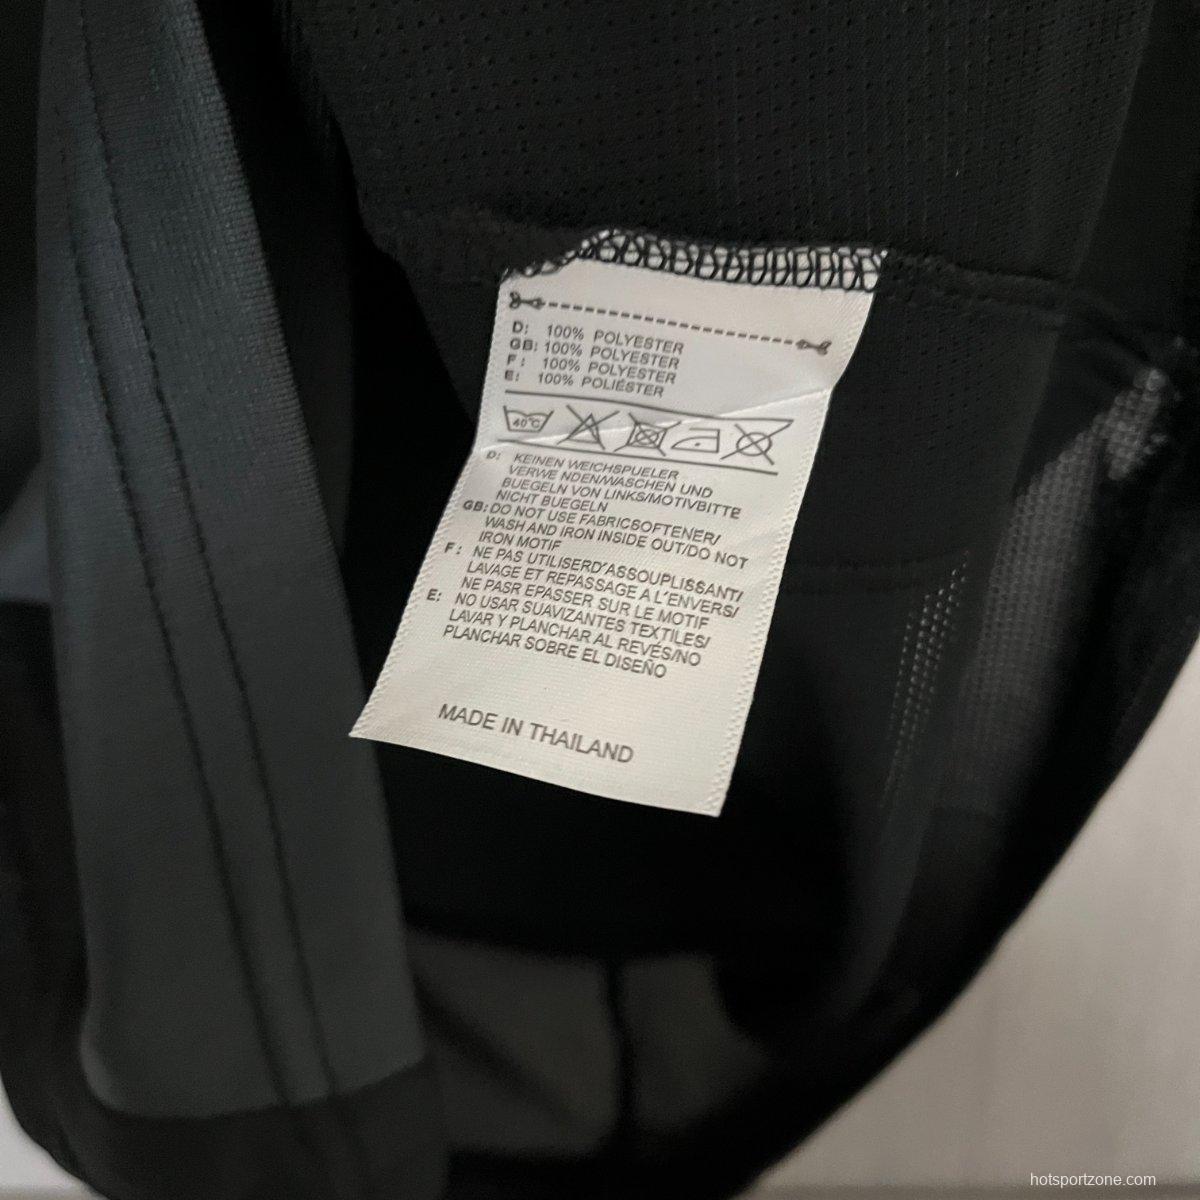 D: 100% POLYESTER
GB: 100% POLYESTER
F: 100% POLYESTER
E: 100% POLIÉSTER
40°C
D: KEINEN WEICHSPUELER
VERWE NDEN/WASCHEN UND
BUEGELN VON LINKS/MOTIVBITTE
NICHT BUEGELN
GB: DO NOT USE FABRICSOFTENER/
WASH AND IRON INSIDE OUT/DO NOT
IRON MOTIF
F: NE PAS UTILISERD'ASSOUPLISSANT/
LAVAGE ET REPASSAGE A L'ENVERS/
NE PASR EPASSER SUR LE MOTIF
E: NO USAR SUAVIZANTES TEXTILES/
LAVAR Y PLANCHAR AL REVÉS/NO
PLANCHAR SOBRE EL DISEÑO
MADE IN THAILAND
hotsportzone.com